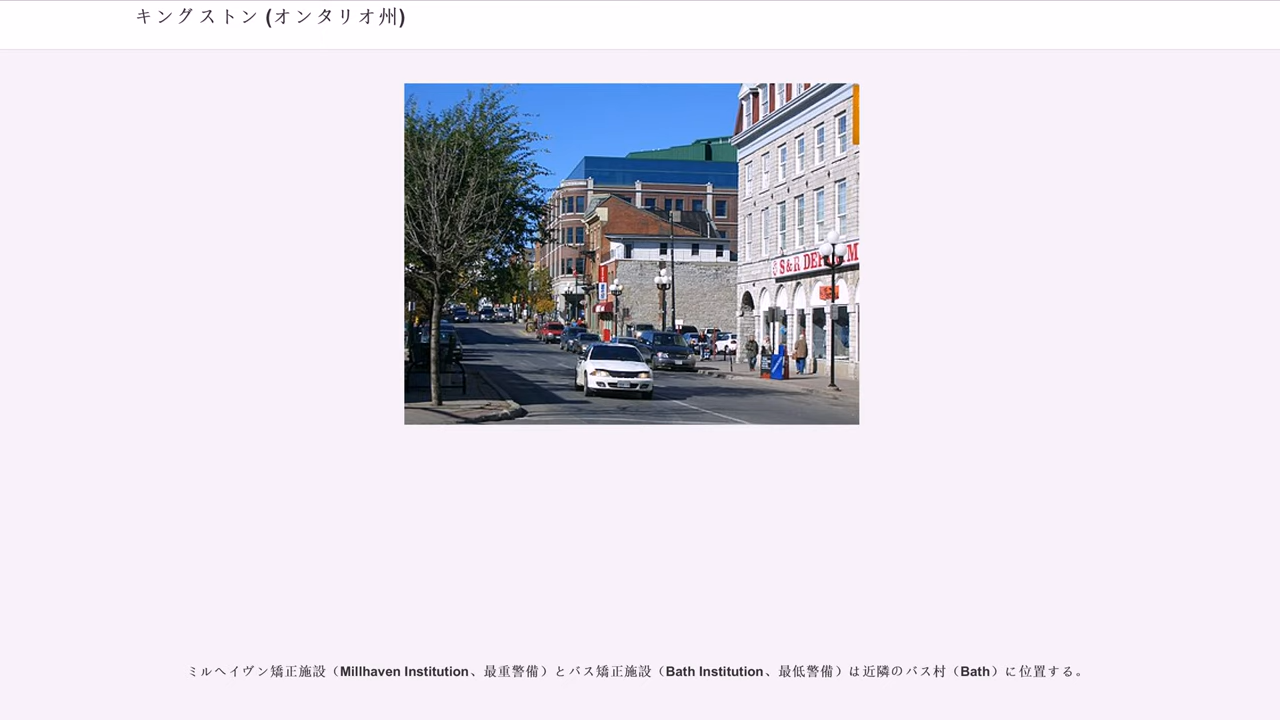 キングストン (オンタリオ州)
S&R DEP
ミルヘイヴン矯正施設（Millhaven Institution、最重警備）とバス矯正施設（Bath Institution、最低警備）は近隣のバス村（Bath）に位置する。